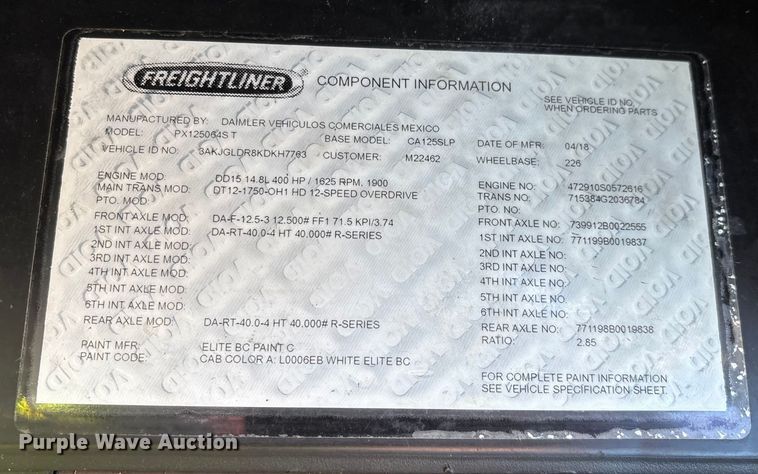 FREIGHTLINER COMPONENT INFORMATION
SEE VEHICLE ID NO.
WHEN ORDERING PARTS
MANUFACTURED BY: DAIMLER VEHICULOS COMERCIALES MEXICO
MODEL: PX125064S T BASE MODEL: CA125SLP DATE OF MFR: 04/18
VEHICLE ID NO: 3AKJGLDR8KDKH7763 CUSTOMER: M22462 WHEELBASE: 226
ENGINE MOD: DD15 14.8L 400 HP / 1625 RPM, 1900 ENGINE NO: 472910S0572616
MAIN TRANS MOD: DT12-1750-OH1 HD 12-SPEED OVERDRIVE TRANS NO: 715384G2036784
PTO. MOD: PTO. NO:
FRONT AXLE MOD: DA-F-12.5-3 12.500# FF1 71.5 KPI/3.74 FRONT AXLE NO: 739912B0022555
1ST INT AXLE MOD: DA-RT-40.0-4 HT 40.000# R-SERIES 1ST INT AXLE NO: 771199B0019837
2ND INT AXLE MOD: 2ND INT AXLE NO:
3RD INT AXLE MOD: 3RD INT AXLE NO:
4TH INT AXLE MOD: 4TH INT AXLE NO:
5TH INT AXLE MOD: 5TH INT AXLE NO:
6TH INT AXLE MOD: 6TH INT AXLE NO:
REAR AXLE MOD: DA-RT-40.0-4 HT 40.000# R-SERIES REAR AXLE NO: 771198B0019838
RATIO: 2.85
PAINT MFR: ELITE BC PAINT C
PAINT CODE: CAB COLOR A: L0006EB WHITE ELITE BC
FOR COMPLETE PAINT INFORMATION
SEE VEHICLE SPECIFICATION SHEET.
Purple Wave Auction